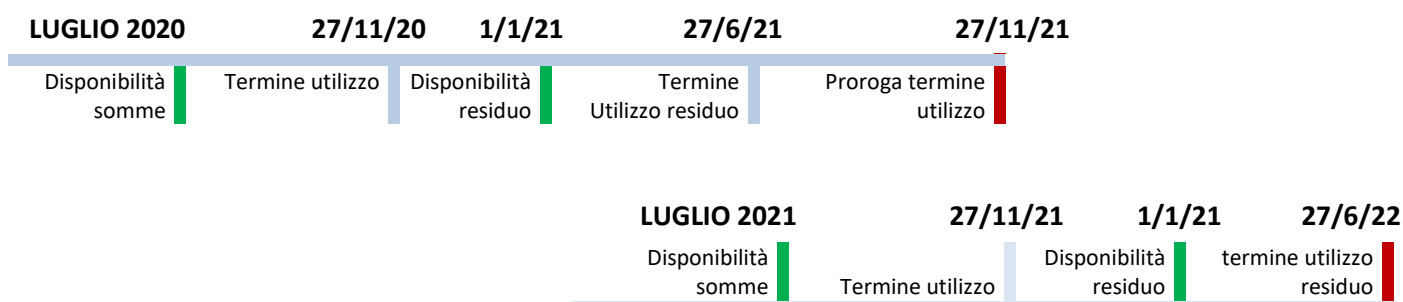 LUGLIO 2020 27/11/20 1/1/21 27/6/21 27/11/21
Disponibilità Termine utilizzo Disponibilità Termine Proroga termine
somme residuo Utilizzo residuo utilizzo
LUGLIO 2021 27/11/21 1/1/21 27/6/22
Disponibilità Disponibilità termine utilizzo
somme Termine utilizzo residuo residuo